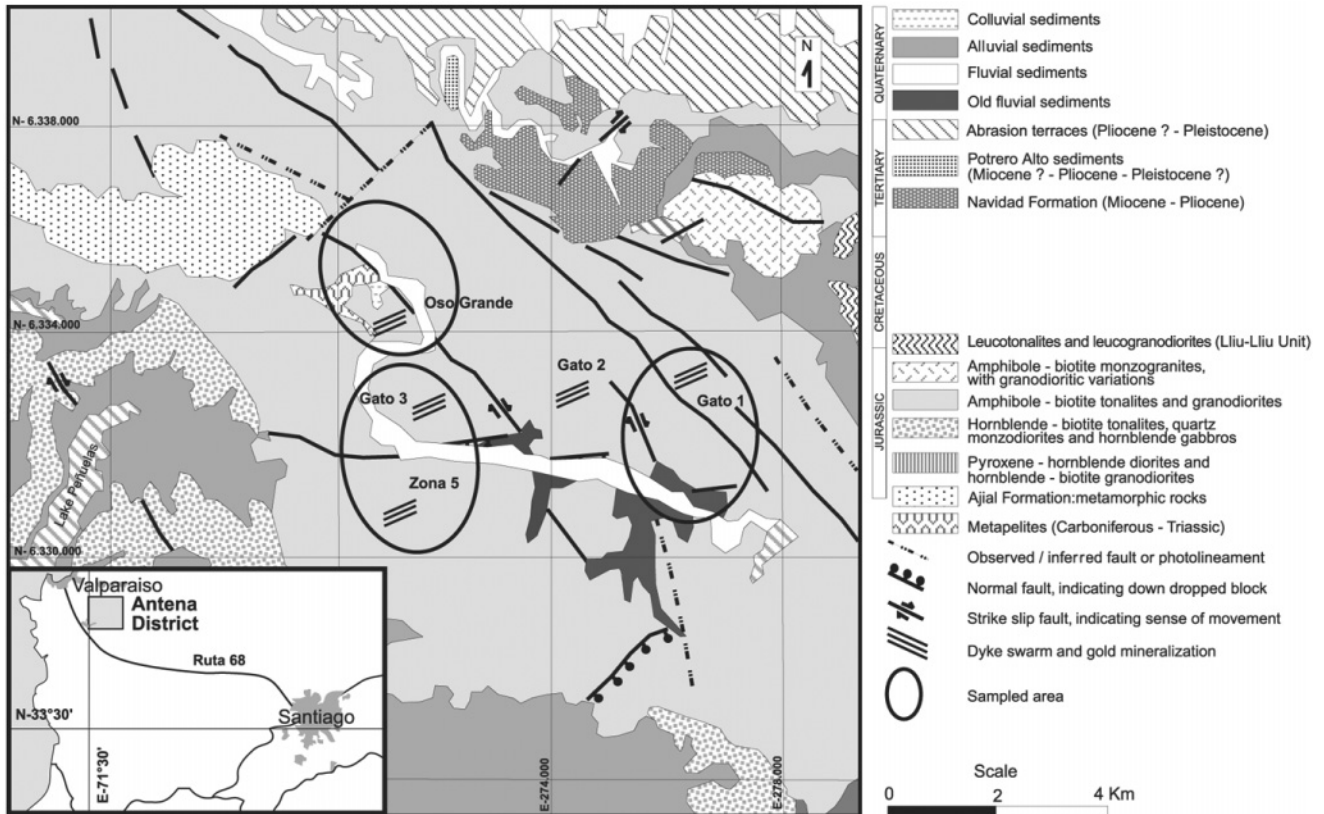 N
N- 6.338.000
Oso Grande
N- 6.334.000
Gato 2
Gato 3
Gato 1
Zona 5
Lake Peñuelas
N- 6.330.000
E-274.000
E-278.000
Valparaiso
Antena
District
Ruta 68
N-33°30'
Santiago
E-71°30'
QUATERNARY
Colluvial sediments
Alluvial sediments
Fluvial sediments
Old fluvial sediments
TERTIARY
Abrasion terraces (Pliocene ? - Pleistocene)
Potrero Alto sediments
(Miocene ? - Pliocene - Pleistocene ?)
Navidad Formation (Miocene - Pliocene)
CRETACEOUS
Leucotonalites and leucogranodiorites (Lliu-Lliu Unit)
JURASSIC
Amphibole - biotite monzogranites,
with granodioritic variations
Amphibole - biotite tonalites and granodiorites
Hornblende - biotite tonalites, quartz
monzodiorites and hornblende gabbros
Pyroxene - hornblende diorites and
hornblende - biotite granodiorites
Ajial Formation:metamorphic rocks
Metapelites (Carboniferous - Triassic)
Observed / inferred fault or photolineament
Normal fault, indicating down dropped block
Strike slip fault, indicating sense of movement
Dyke swarm and gold mineralization
Sampled area
Scale
0 2 4 Km